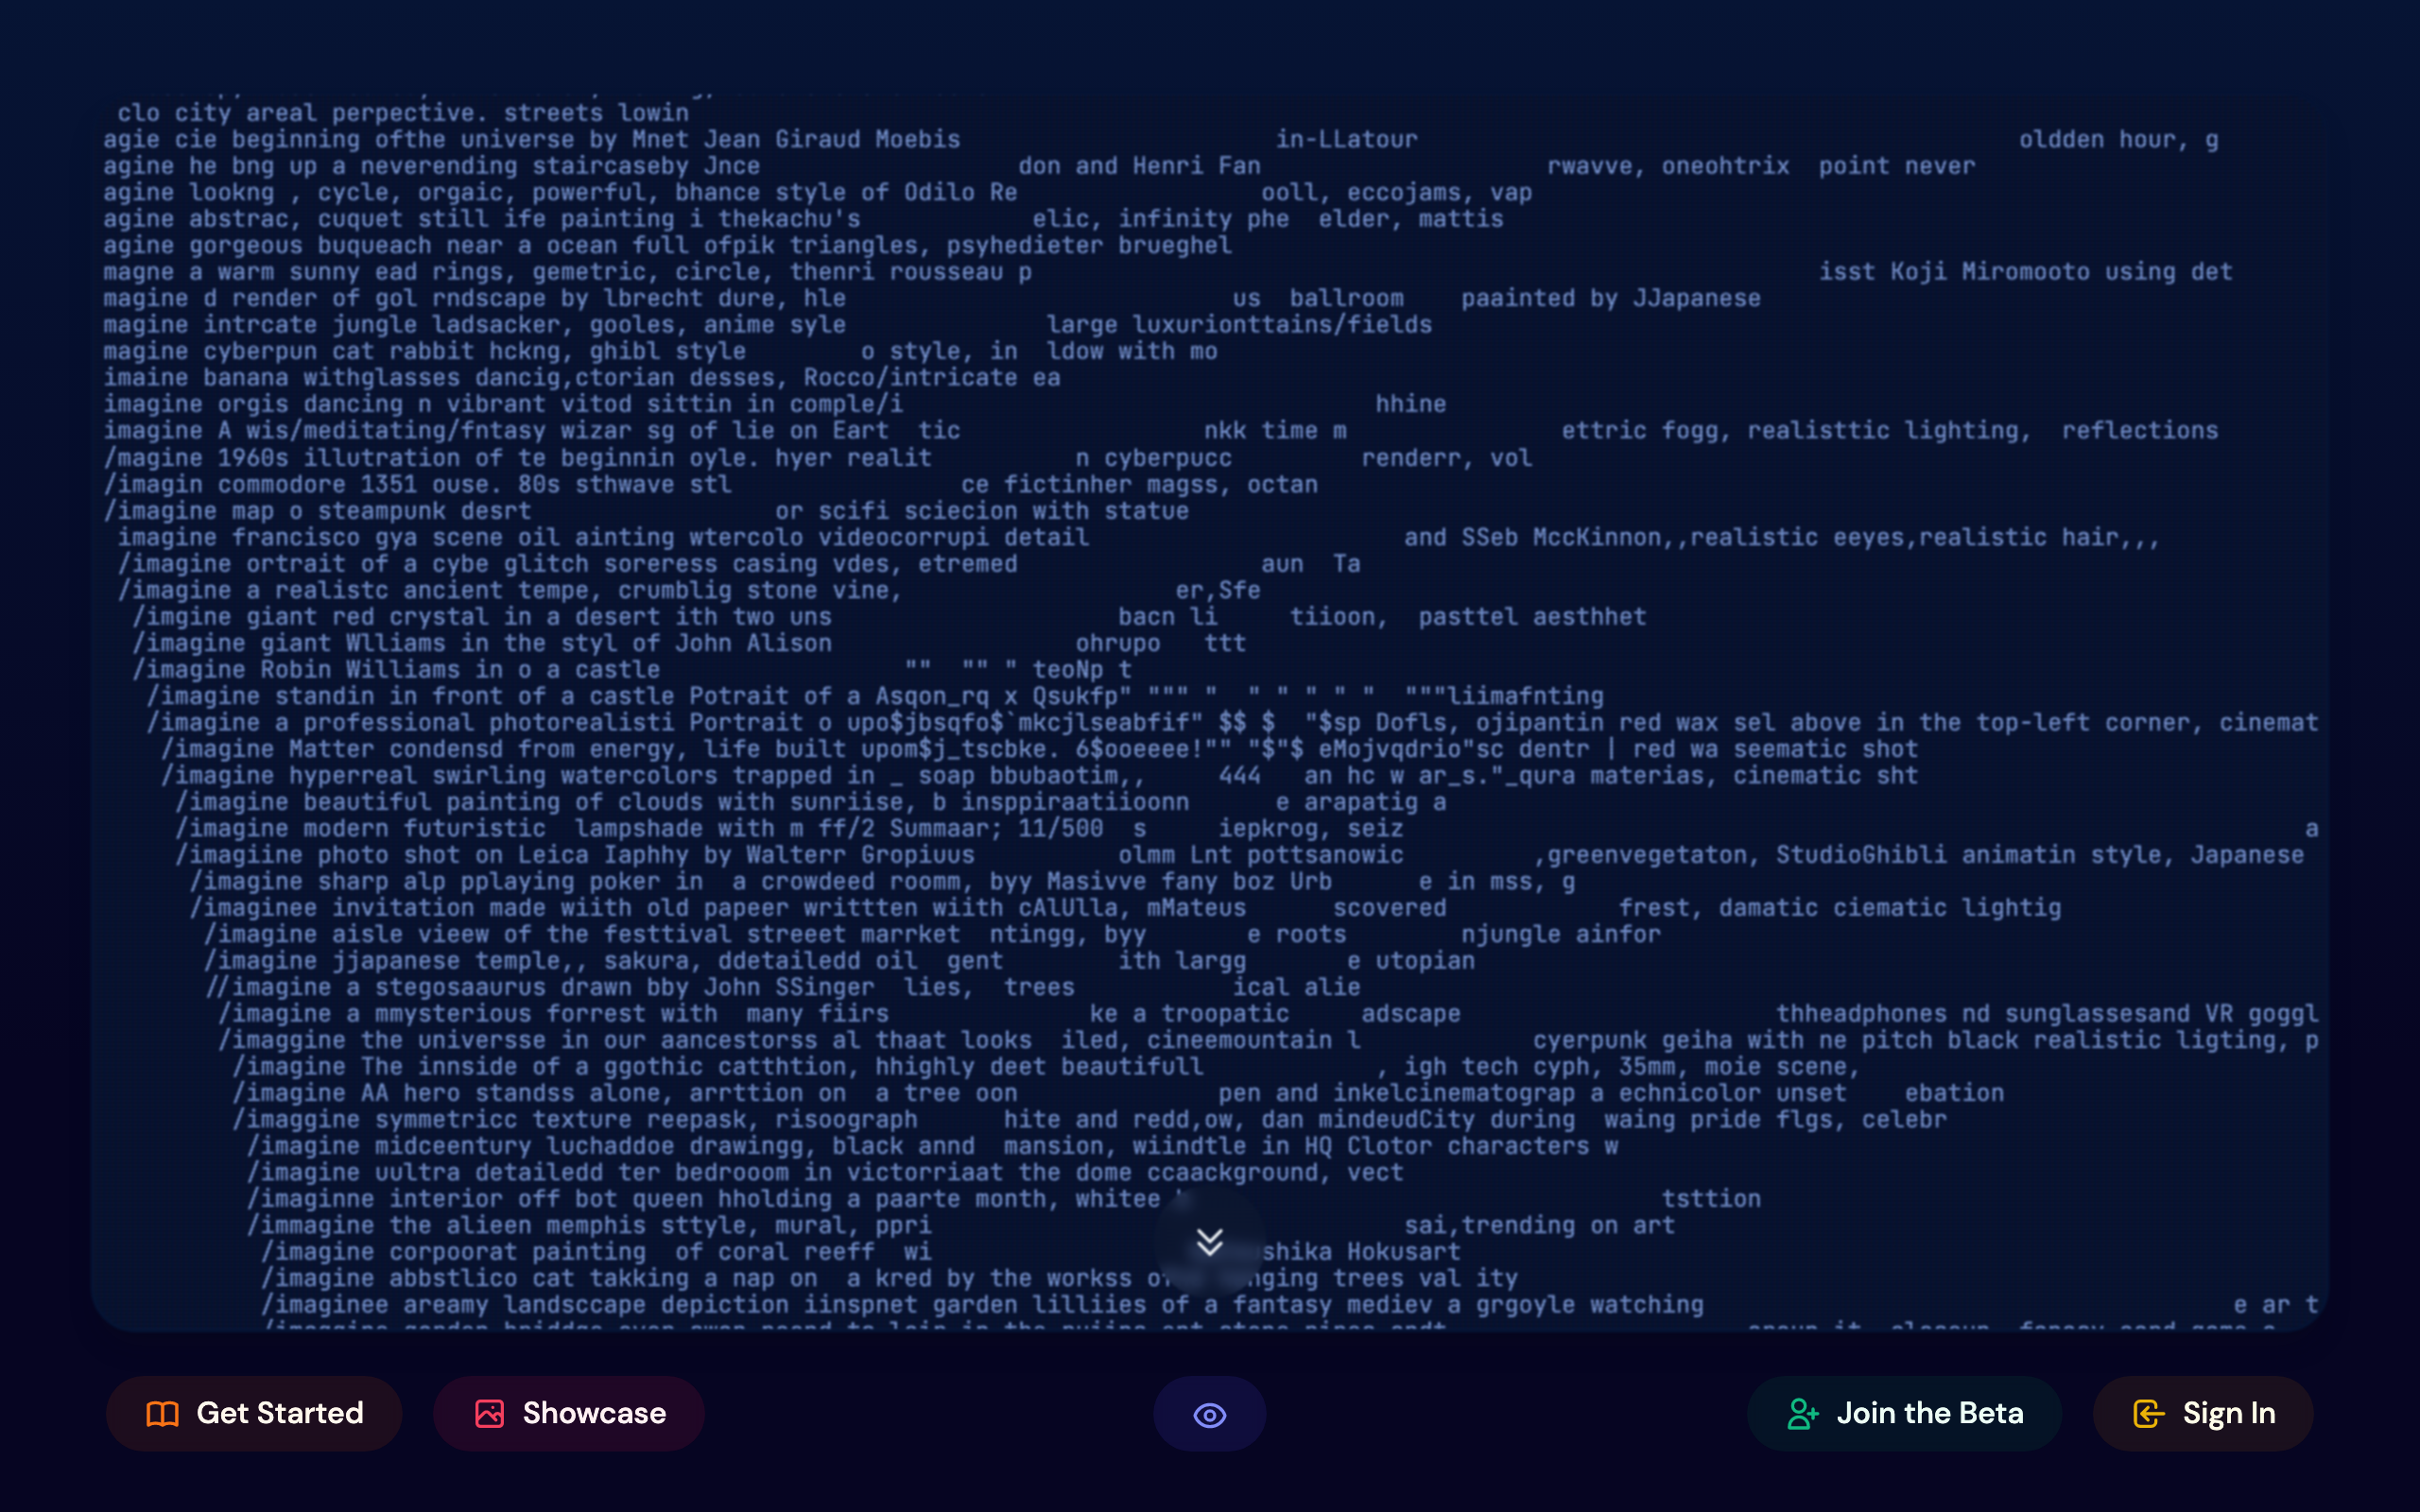 clo city areal perpective. streets lowin
agie cie beginning ofthe universe by Mnet Jean Giraud Moebis in-LLatour oldden hour, g
agine he bng up a neverending staircaseby Jnce don and Henri Fan rwavve, oneohtrix point never
agine lookng , cycle, orgaic, powerful, bhance style of Odilo Re ooll, eccojams, vap
agine abstrac, cuquet still ife painting i thekachu's elic, infinity phe elder, mattis
agine gorgeous buqueach near a ocean full ofpik triangles, psyhedieter brueghel
magne a warm sunny ead rings, gemetric, circle, thenri rousseau p isst Koji Miromooto using det
magine d render of gol rndscape by lbrecht dure, hle us ballroom paainted by JJapanese
magine intrcate jungle ladsacker, gooles, anime syle large luxurionttains/fields
magine cyberpun cat rabbit hckng, ghibl style o style, in ldow with mo
imaine banana withglasses dancig,ctorian desses, Rocco/intricate ea
imagine orgis dancing n vibrant vitod sittin in comple/i hhine
imagine A wis/meditating/fntasy wizar sg of lie on Eart tic nkk time m ettric fogg, realisttic lighting, reflections
/magine 1960s illutration of te beginnin oyle. hyer realit n cyberpucc renderr, vol
/imagin commodore 1351 ouse. 80s sthwave stl ce fictinher magss, octan
/imagine map o steampunk desrt or scifi sciecion with statue
imagine francisco gya scene oil ainting wtercolo videocorrupi detail and SSeb MccKinnon,,realistic eeyes,realistic hair,,,
/imagine ortrait of a cybe glitch soreress casing vdes, etremed aun Ta
/imagine a realistc ancient tempe, crumblig stone vine, er,Sfe
/imgine giant red crystal in a desert ith two uns bacn li tiioon, pasttel aesthhet
/imagine giant Wlliams in the styl of John Alison ohrupo ttt
/imagine Robin Williams in o a castle "" "" " teoNp t
/imagine standin in front of a castle Potrait of a Asqon_rq x Qsukfp" """ " " " " " " """liimafnting
/imagine a professional photorealisti Portrait o upo$jbsqfo$`mkcjlseabfif" $$ $ "$sp Dofls, ojipantin red wax sel above in the top-left corner, cinemat
/imagine Matter condensd from energy, life built upom$j_tscbke. 6$ooeeee!"" "$"$ eMojvqdrio"sc dentr | red wa seematic shot
/imagine hyperreal swirling watercolors trapped in _ soap bbubaotim,, 444 an hc w ar_s."_qura materias, cinematic sht
/imagine beautiful painting of clouds with sunriise, b insppiraatiioonn e arapatig a
/imagine modern futuristic lampshade with m ff/2 Summaar; 11/500 s iepkrog, seiz a
/imagiine photo shot on Leica Iaphhy by Walterr Gropiuus olmm Lnt pottsanowic ,greenvegetaton, StudioGhibli animatin style, Japanese
/imagine sharp alp pplaying poker in a crowdeed roomm, byy Masivve fany boz Urb e in mss, g
/imaginee invitation made wiith old papeer writtten wiith cAlUlla, mMateus scovered frest, damatic ciematic lightig
/imagine aisle vieew of the festtival streeet marrket ntingg, byy e roots njungle ainfor
/imagine jjapanese temple,, sakura, ddetailedd oil gent ith largg e utopian
//imagine a stegosaaurus drawn bby John SSinger lies, trees ical alie
/imagine a mmysterious forrest with many fiirs ke a troopatic adscape thheadphones nd sunglassesand VR goggl
/imaggine the universse in our aancestorss al thaat looks iled, cineemountain l cyerpunk geiha with ne pitch black realistic ligting, p
/imagine The innside of a ggothic catthtion, hhighly deet beautifull , igh tech cyph, 35mm, moie scene,
/imagine AA hero standss alone, arrttion on a tree oon pen and inkelcinematograp a echnicolor unset ebation
/imaggine symmetricc texture reepask, risoograph hite and redd,ow, dan mindeudCity during waing pride flgs, celebr
/imagine midceentury luchaddoe drawingg, black annd mansion, wiindtle in HQ Clotor characters w
/imagine uultra detailedd ter bedrooom in victorriaat the dome ccaackground, vect
/imaginne interior off bot queen hholding a paarte month, whitee tsttion
/immagine the alieen memphis sttyle, mural, ppri sai,trending on art
/imagine corpoorat painting of coral reeff wi shika Hokusart
/imagine abbstlico cat takking a nap on a kred by the workss nging trees val ity
/imaginee areamy landsccape depiction iinspnet garden lilliies of a fantasy mediev a grgoyle watching e ar t
Get Started
Showcase
Join the Beta
Sign In